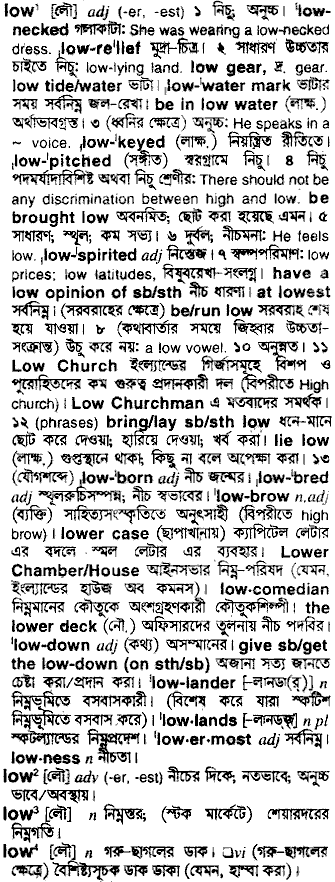 low¹ [লৌ] adj (-er, -est) ১ নিচু; অনুচ্চ। ˈlow-
necked গলাকাটা: She was wearing a low-necked
dress. ˌlow-reˈlief মুদ্রা-চিত্র। ২ সাধারণ উচ্চতার
চাইতে নিচু: low-lying land. low gear, দ্র. gear.
low tide/water ভাটা। ˌlow-ˈwater mark ভাটার
সময় সর্বনিম্ন জল-রেখা। be in low water (লাক্ষ.)
অর্থাভাবগ্রস্ত। ৩ (ধ্বনির ক্ষেত্রে) অনুচ্চ: He speaks in a
~ voice. ˌlow-ˈkeyed (লাক্ষ.) নিয়ন্ত্রিত রীতিতে।
ˌlow-ˈpitched (সঙ্গীত) স্বরগ্রামে নিচু। ৪ নিচু
পদমর্যাদাবিশিষ্ট অথবা নিচু শ্রেণীর: There should not be
any discrimination between high and low. be
brought low অবনমিত; ছোট করা হয়েছে এমন। ৫
সাধারণ; স্থূল; কম সভ্য। ৬ দুর্বল; নীচমনা: He feels
low. ˌlow-ˈspirited adj নিস্তেজ। ৭ স্বল্পপরিমাণ: low
prices; low latitudes, বিষুবরেখা-সংলগ্ন। have a
low opinion of sb/sth নীচ ধারণা। at lowest
সর্বনিম্ন। (সরবরাহের ক্ষেত্রে) be/run low সরবরাহ শেষ
হয়ে যাওয়া। ৮ (কথাবার্তার সময়ে জিহ্বার উচ্চতা-
সংক্রান্ত) উচু করে নয়: a low vowel. ১০ অনুন্নত। ১১
Low Church ইংল্যান্ডের গির্জাসমূহে বিশপ ও
পুরোহিতদের কম গুরুত্ব প্রদানকারী দল (বিপরীতে High
church)। Low Churchman এ মতবাদের সমর্থক।
১২ (phrases) bring/lay sb/sth low ধনে-মানে
ছোট করে দেওয়া; হারিয়ে দেওয়া; খর্ব করা। lie low
(লাক্ষ.) গুপ্তস্থানে থাকা; কিছু না বলে অপেক্ষা করা। ১৩
(যৌগশব্দে) ˌlow-ˈborn adj নীচ জন্মের। ˌlow-ˈbred
adj স্থূলরুচিসম্পন্ন; নীচ স্বভাবের। ˈlow-brow n.adj
(ব্যক্তি) সাহিত্যসংস্কৃতিতে অনুৎসাহী (বিপরীতে high
brow)। lower case (ছাপাখানায়) ক্যাপিটেল লেটার
এর বদলে স্মল লেটার এর ব্যবহার। Lower
Chamber/House আইনসভার নিম্ন-পরিষদ (যেমন,
ইংল্যান্ডের হাউজ অব কমনস)। low-comedian
নিম্নমানের কৌতুকে অংশগ্রহণকারী কৌতুকশিল্পী। the
lower deck (নৌ.) অফিসারদের তুলনায় নীচ পদবির।
ˈlow-down adj (কথ্য) অসম্মানের। give sb/get
the low-down (on sth/sb) অজানা সত্য জানতে
চেষ্টা করা/প্রদান করা। ˈlow-lander [-লানডা(র্)] n
নিম্নভূমিতে বসবাসকারী। (বিশেষ করে যারা স্কটিশ
নিম্নভূমিতে বসবাস করে)। ˈlow-lands [-লানড্জ্] n pl
স্কটল্যান্ডের নিম্নপ্রদেশ। ˈlow·er·most adj সর্বনিম্ন।
low·ness n নীচতা।
low² [লৌ] adv (-er, -est) নীচের দিকে; নতভাবে; অনুচ্চ
ভাবে/অবস্থায়।
low³ [লৌ] n নিম্নস্তর; (স্টক মার্কেটে) শেয়ারদরের
নিম্নগতি।
low⁴ [লৌ] n গরু-ছাগলের ডাক। □vi (গরু-ছাগলের
ক্ষেত্রে) বৈশিষ্ট্যসূচক ডাক ডাকা (যেমন, হাম্বা করা)।